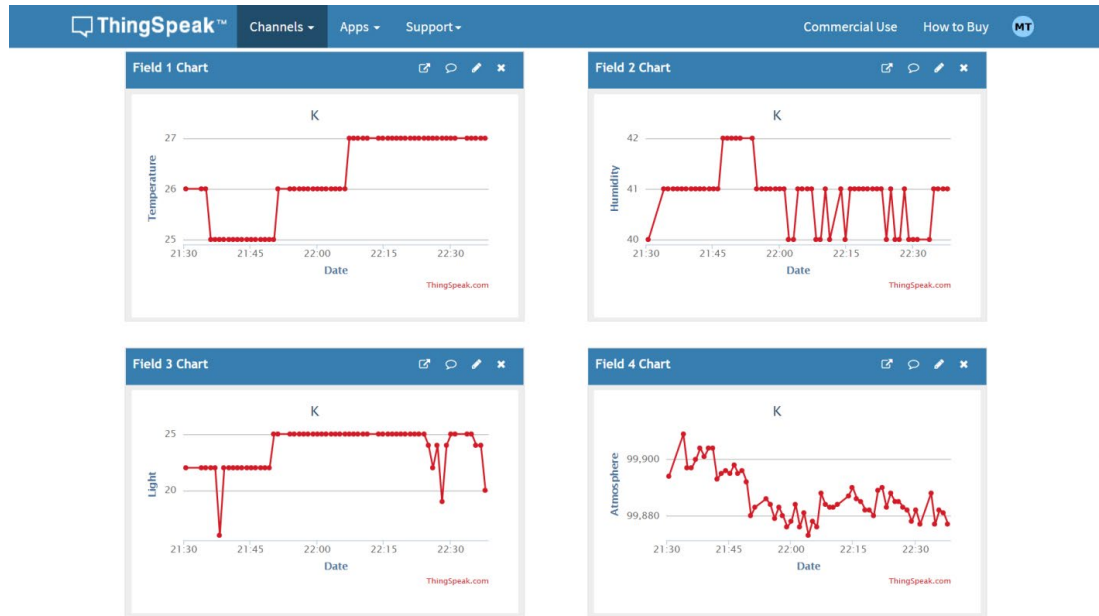 ThingSpeak™ Channels Apps Support Commercial Use How to Buy MT
Field 1 Chart
K
27
26
25
Temperature
21:30 21:45 22:00 22:15 22:30
Date
ThingSpeak.com
Field 2 Chart
K
42
41
40
Humidity
21:30 21:45 22:00 22:15 22:30
Date
ThingSpeak.com
Field 3 Chart
K
25
20
Light
21:30 21:45 22:00 22:15 22:30
Date
ThingSpeak.com
Field 4 Chart
K
99,900
99,880
Atmosphere
21:30 21:45 22:00 22:15 22:30
Date
ThingSpeak.com